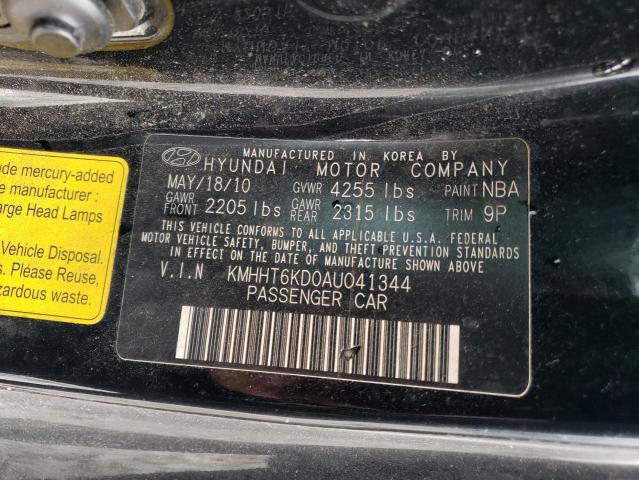 de mercury-added
e manufacturer :
arge Head Lamps
Vehicle Disposal.
s. Please Reuse,
zardous waste.
MANUFACTURED IN KOREA BY
HYUNDAI MOTOR COMPANY
MAY/18/10 GVWR 4255 lbs PAINT NBA
GAWR FRONT 2205 lbs GAWR REAR 2315 lbs TRIM 9P
THIS VEHICLE CONFORMS TO ALL APPLICABLE U.S.A. FEDERAL
MOTOR VEHICLE SAFETY, BUMPER, AND THEFT PREVENTION STANDARDS
IN EFFECT ON THE DATE OF MANUFACTURE SHOWN ABOVE.
V.I.N KMHHT6KD0AU041344
PASSENGER CAR